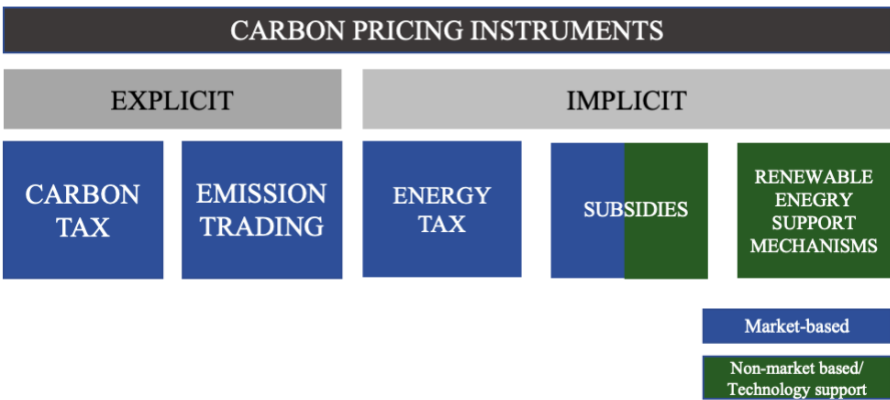 CARBON PRICING INSTRUMENTS
EXPLICIT
IMPLICIT
CARBON
TAX
EMISSION
TRADING
ENERGY
TAX
SUBSIDIES
RENEWABLE
ENEGRY
SUPPORT
MECHANISMS
Market-based
Non-market based/
Technology support